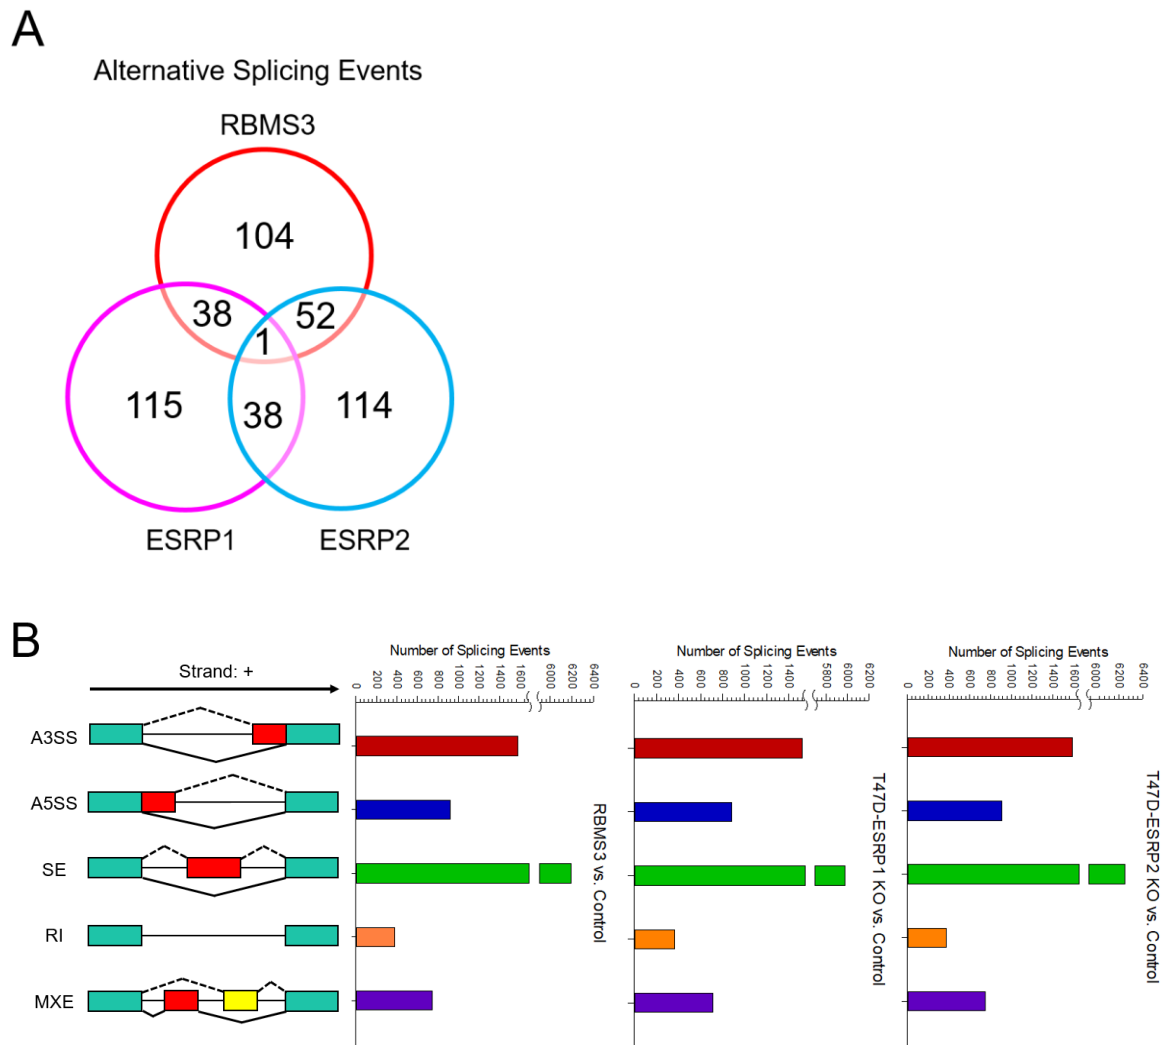 A
Alternative Splicing Events
RBMS3
104
38
52
1
115
38
114
ESRP1
ESRP2
B
Strand: +
A3SS
A5SS
SE
RI
MXE
Number of Splicing Events
0 200 400 600 800 1000 1200 1400 1600 6000 6200 6400
RBMS3 vs. Control
Number of Splicing Events
0 200 400 600 800 1000 1200 1400 5800 6000 6200
T47D-ESRP1 KO vs. Control
Number of Splicing Events
0 200 400 600 800 1000 1200 1400 1600 6000 6200 6400
T47D-ESRP2 KO vs. Control